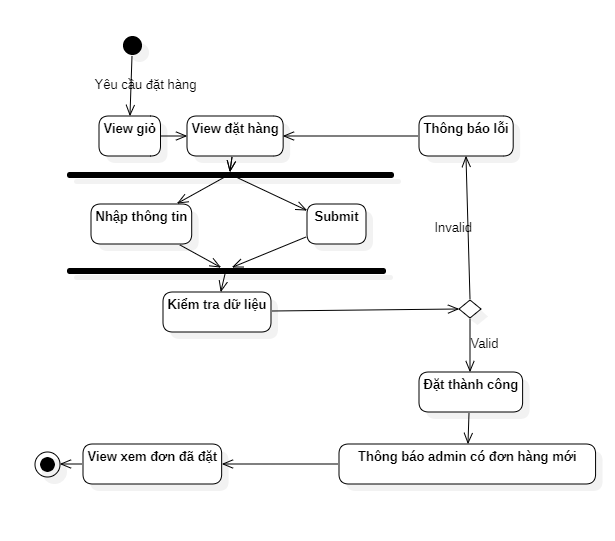 Yêu cầu đặt hàng
View giỏ
View đặt hàng
Thông báo lỗi
Nhập thông tin
Submit
Invalid
Kiểm tra dữ liệu
Valid
Đặt thành công
View xem đơn đã đặt
Thông báo admin có đơn hàng mới